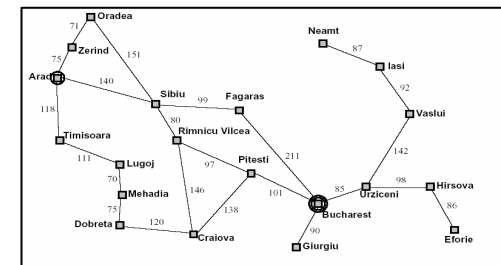 Oradea
71
Neamt
Zerind
87
75
151
Iasi
Arad
140
92
Sibiu
99
Fagaras
118
Vaslui
80
Timisoara
Rimnicu Vilcea
111
142
Lugoj
97
Pitesti
211
70
146
101
85
98
Hirsova
Mehadia
138
Urziceni
75
86
Bucharest
Dobreta
120
90
Craiova
Eforie
Giurgiu